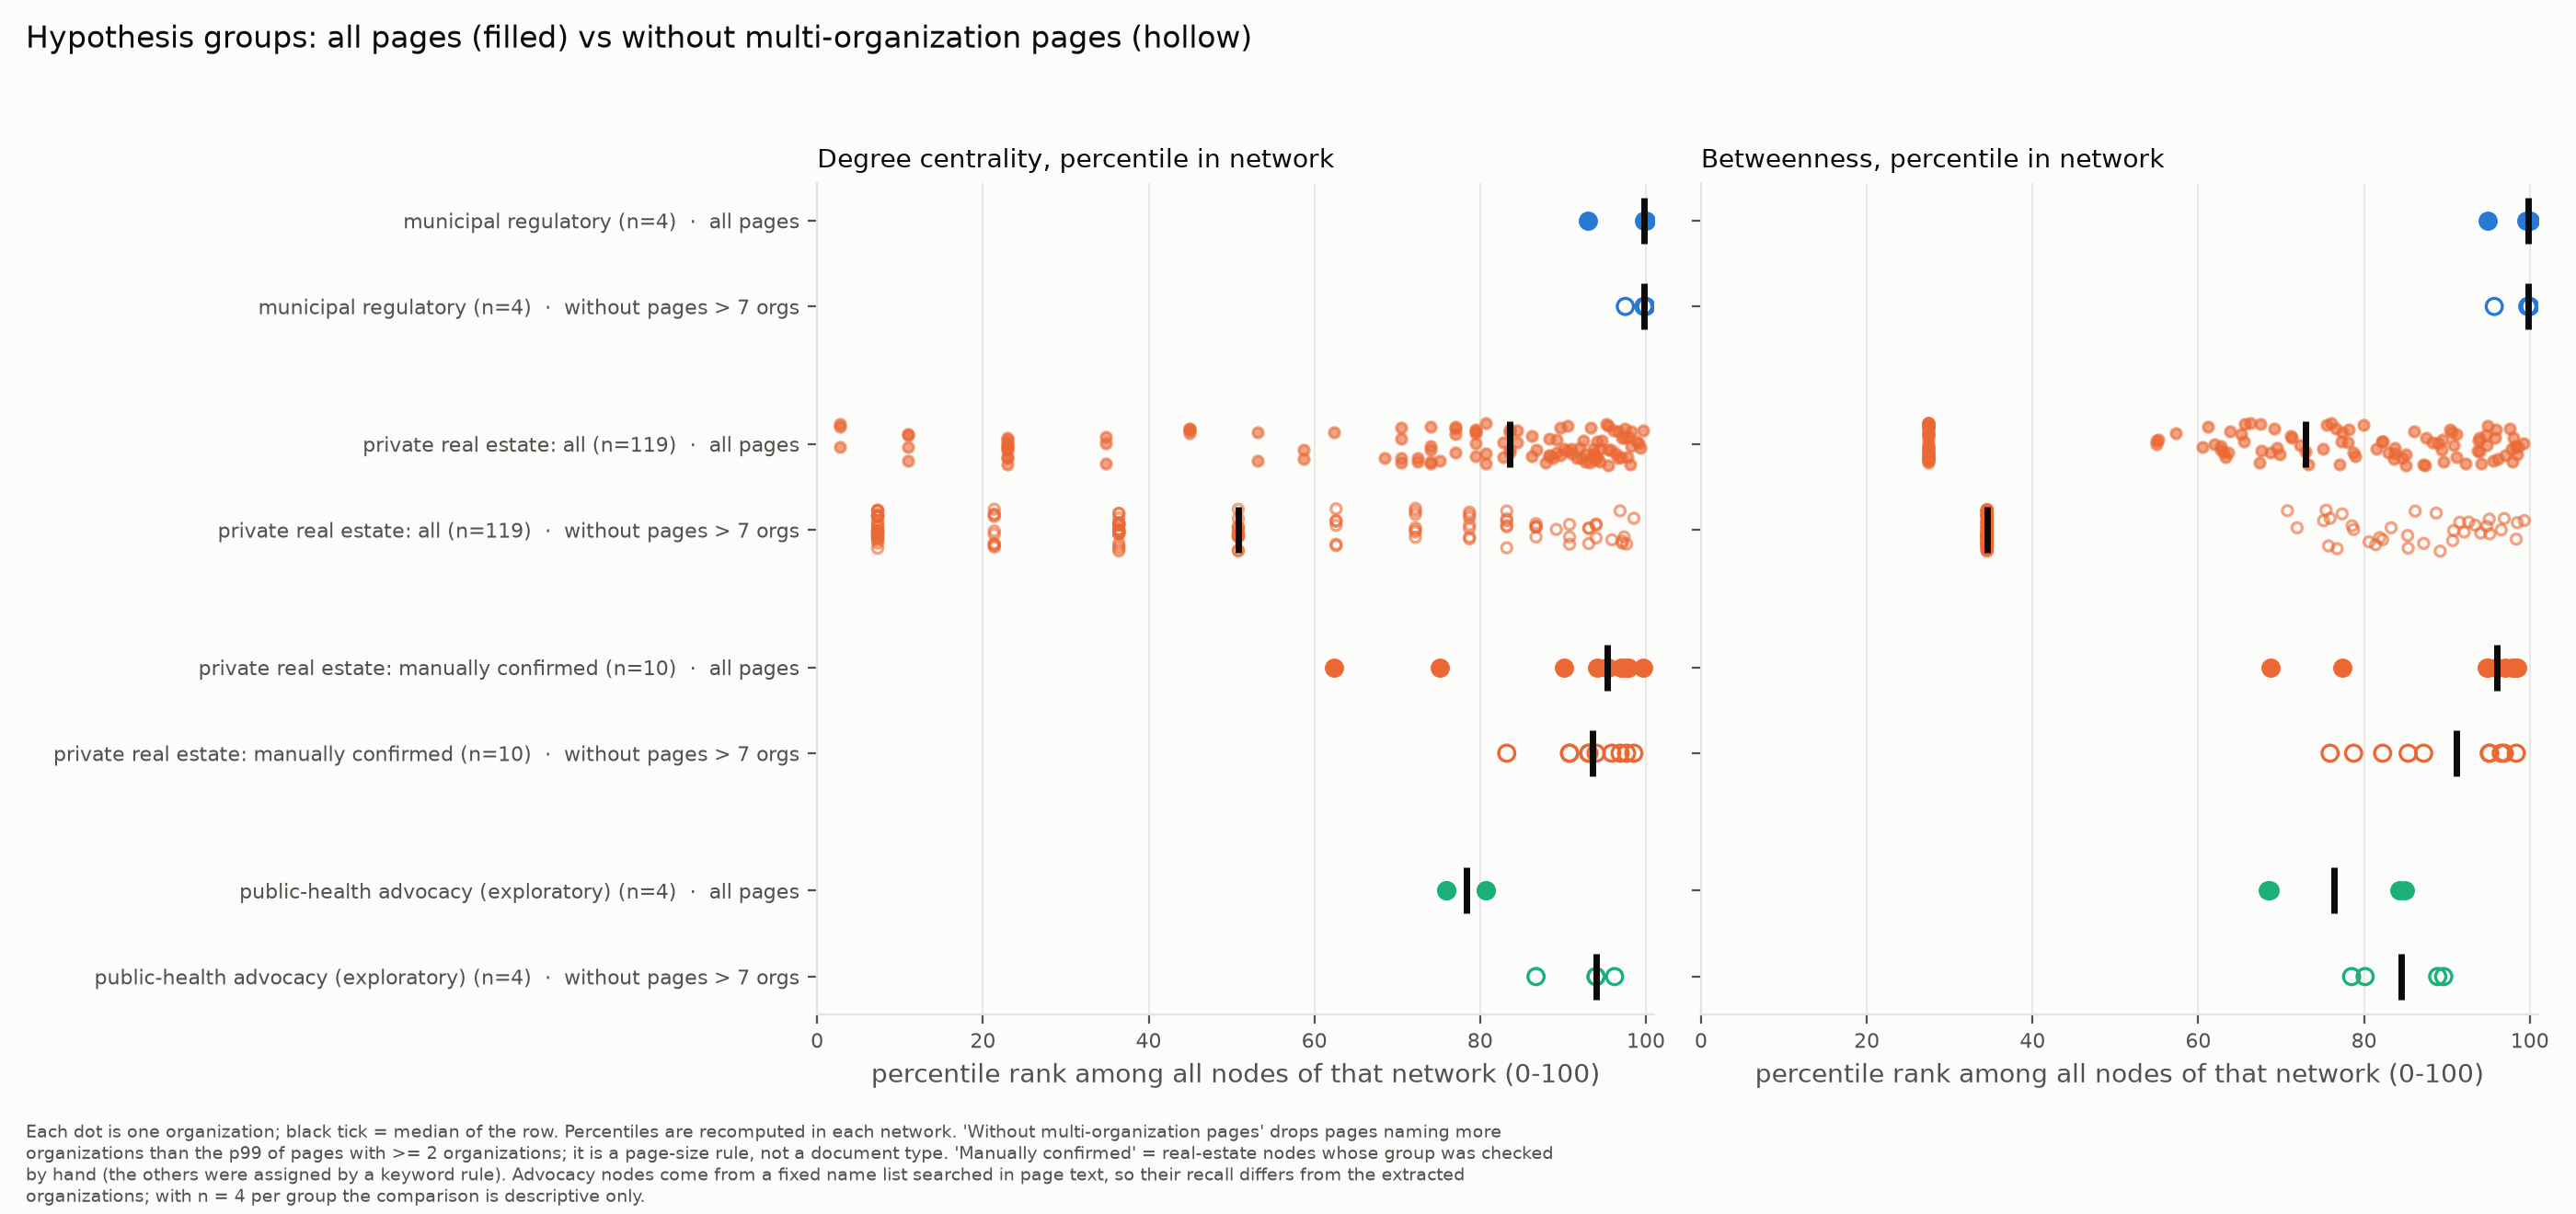 Hypothesis groups: all pages (filled) vs without multi-organization pages (hollow)
Degree centrality, percentile in network
Betweenness, percentile in network
municipal regulatory (n=4) · all pages
municipal regulatory (n=4) · without pages > 7 orgs
private real estate: all (n=119) · all pages
private real estate: all (n=119) · without pages > 7 orgs
private real estate: manually confirmed (n=10) · all pages
private real estate: manually confirmed (n=10) · without pages > 7 orgs
public-health advocacy (exploratory) (n=4) · all pages
public-health advocacy (exploratory) (n=4) · without pages > 7 orgs
0 20 40 60 80 100
0 20 40 60 80 100
percentile rank among all nodes of that network (0-100)
percentile rank among all nodes of that network (0-100)
Each dot is one organization; black tick = median of the row. Percentiles are recomputed in each network. 'Without multi-organization pages' drops pages naming more
organizations than the p99 of pages with >= 2 organizations; it is a page-size rule, not a document type. 'Manually confirmed' = real-estate nodes whose group was checked
by hand (the others were assigned by a keyword rule). Advocacy nodes come from a fixed name list searched in page text, so their recall differs from the extracted
organizations; with n = 4 per group the comparison is descriptive only.